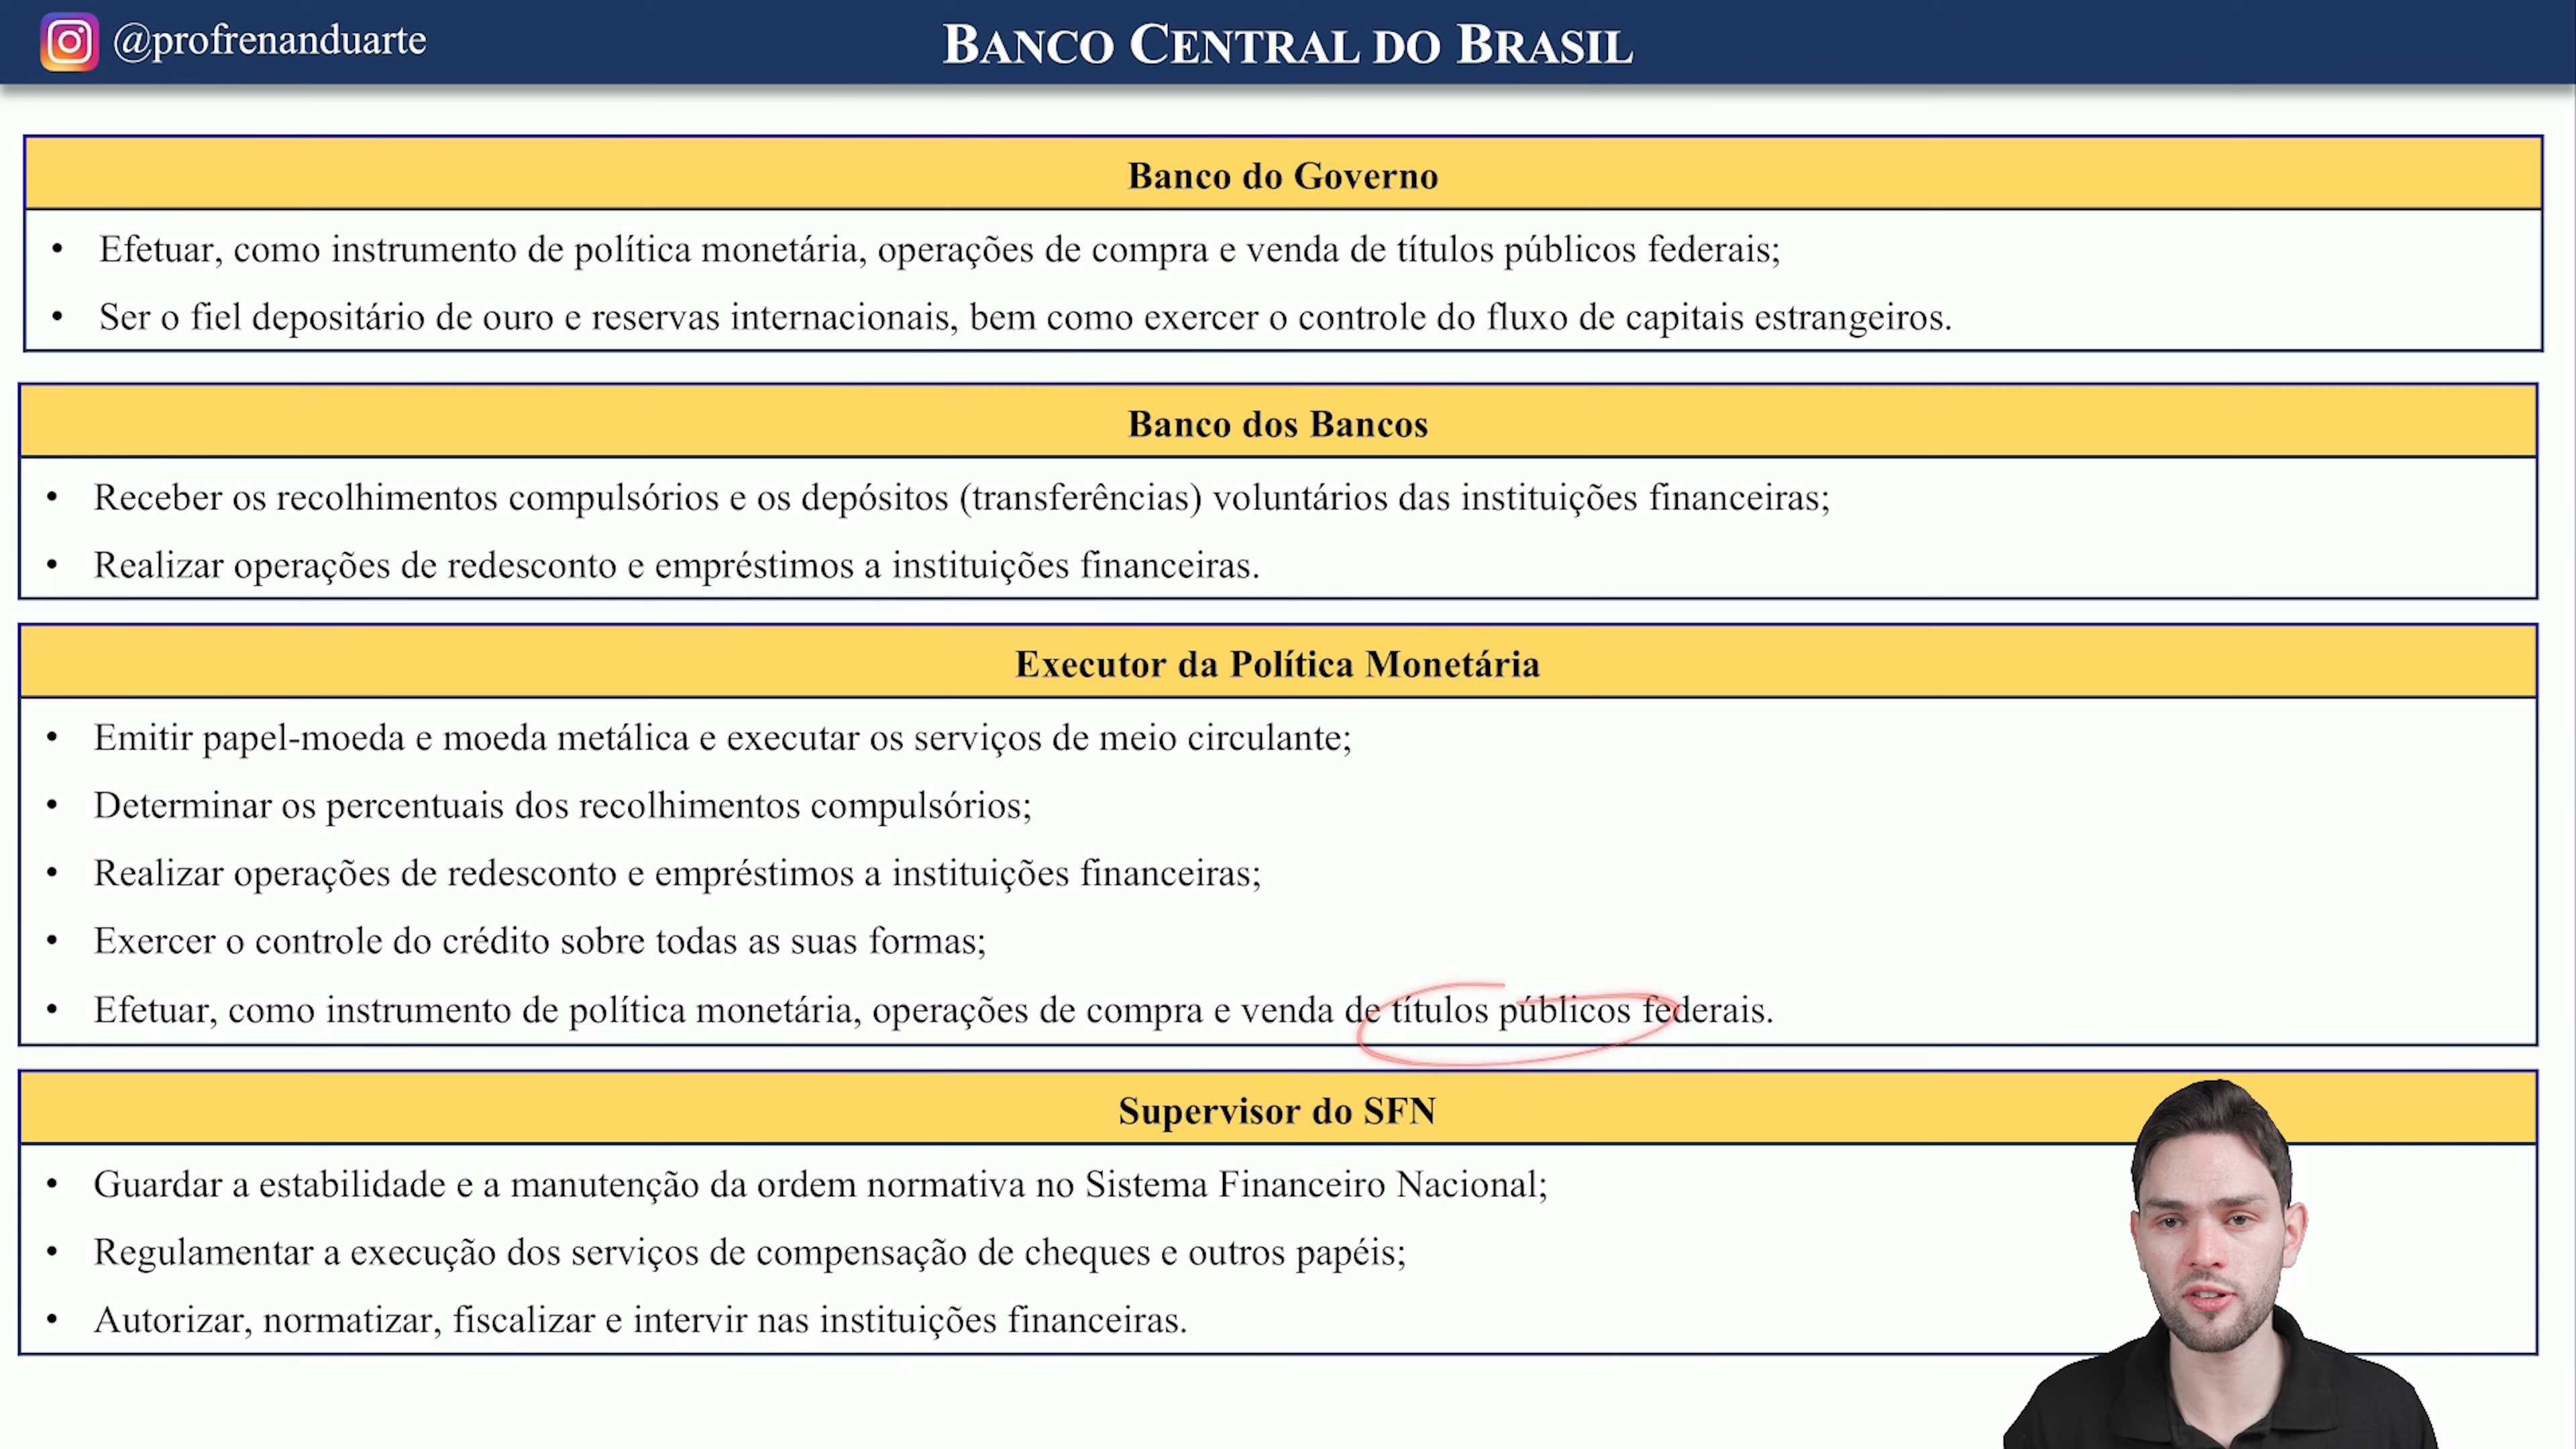 @profrenanduarte
BANCO CENTRAL DO BRASIL
Banco do Governo
• Efetuar, como instrumento de política monetária, operações de compra e venda de títulos públicos federais;
• Ser o fiel depositário de ouro e reservas internacionais, bem como exercer o controle do fluxo de capitais estrangeiros.
Banco dos Bancos
• Receber os recolhimentos compulsórios e os depósitos (transferências) voluntários das instituições financeiras;
• Realizar operações de redesconto e empréstimos a instituições financeiras.
Executor da Política Monetária
• Emitir papel-moeda e moeda metálica e executar os serviços de meio circulante;
• Determinar os percentuais dos recolhimentos compulsórios;
• Realizar operações de redesconto e empréstimos a instituições financeiras;
• Exercer o controle do crédito sobre todas as suas formas;
• Efetuar, como instrumento de política monetária, operações de compra e venda de títulos públicos federais.
Supervisor do SFN
• Guardar a estabilidade e a manutenção da ordem normativa no Sistema Financeiro Nacional;
• Regulamentar a execução dos serviços de compensação de cheques e outros papéis;
• Autorizar, normatizar, fiscalizar e intervir nas instituições financeiras.